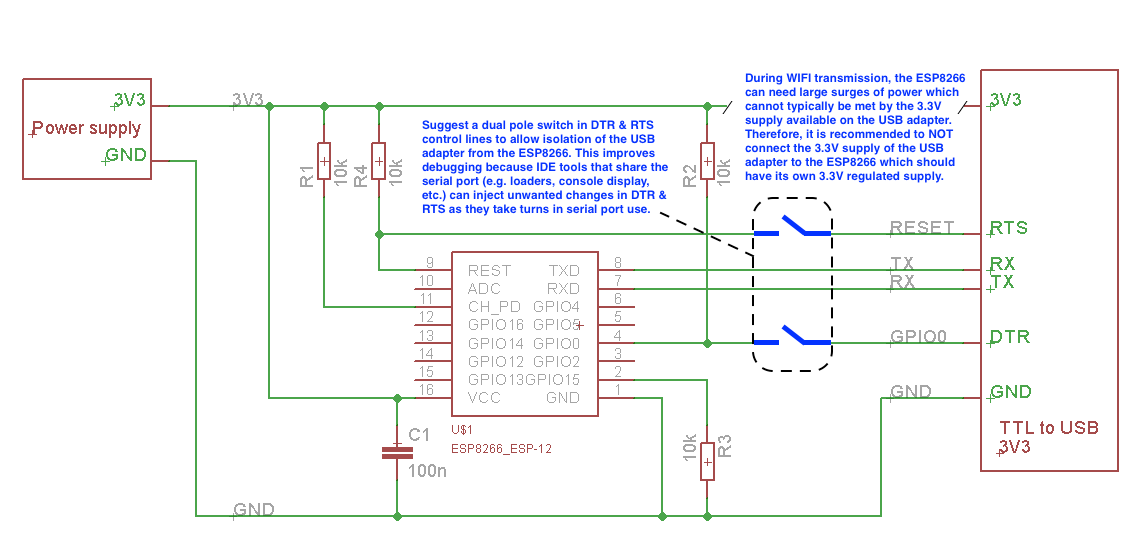 During WIFI transmission, the ESP8266
can need large surges of power which
cannot typically be met by the 3.3V
supply available on the USB adapter.
Therefore, it is recommended to NOT
connect the 3.3V supply of the USB
adapter to the ESP8266 which should
have its own 3.3V regulated supply.
3V3
Power supply
GND
3V3
3V3
Suggest a dual pole switch in DTR & RTS
control lines to allow isolation of the USB
adapter from the ESP8266. This improves
debugging because IDE tools that share the
serial port (e.g. loaders, console display,
etc.) can inject unwanted changes in DTR &
RTS as they take turns in serial port use.
R1
10k
R4
10k
R2
10k
RESET
RTS
TX
RX
RX
TX
GPIO0
DTR
GND
GND
TTL to USB
3V3
9 REST TXD 8
10 ADC RXD 7
11 CH_PD GPIO4 6
12 GPIO16 GPIO5 5
13 GPIO14 GPIO0 4
14 GPIO12 GPIO2 3
15 GPIO13GPIO15 2
16 VCC GND 1
U$1
ESP8266_ESP-12
C1
100n
10k
R3
GND